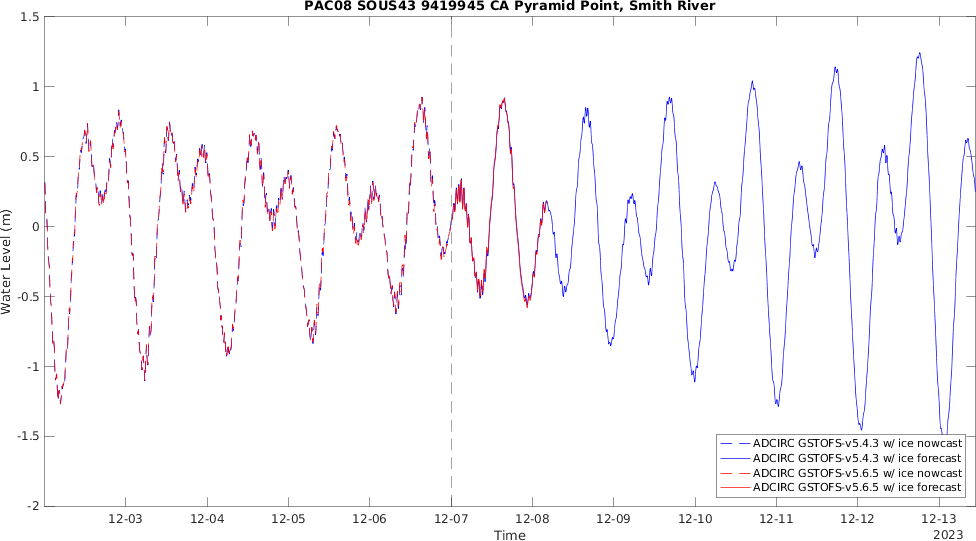 PAC08 SOUS43 9419945 CA Pyramid Point, Smith River
1.5
1
0.5
0
-0.5
-1
-1.5
-2
Water Level (m)
ADCIRC GSTOFS-v5.4.3 w/ ice nowcast
ADCIRC GSTOFS-v5.4.3 w/ ice forecast
ADCIRC GSTOFS-v5.6.5 w/ ice nowcast
ADCIRC GSTOFS-v5.6.5 w/ ice forecast
12-03 12-04 12-05 12-06 12-07 12-08 12-09 12-10 12-11 12-12 12-13
Time
2023